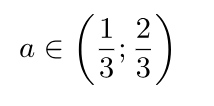 a ∈ (1/3; 2/3)